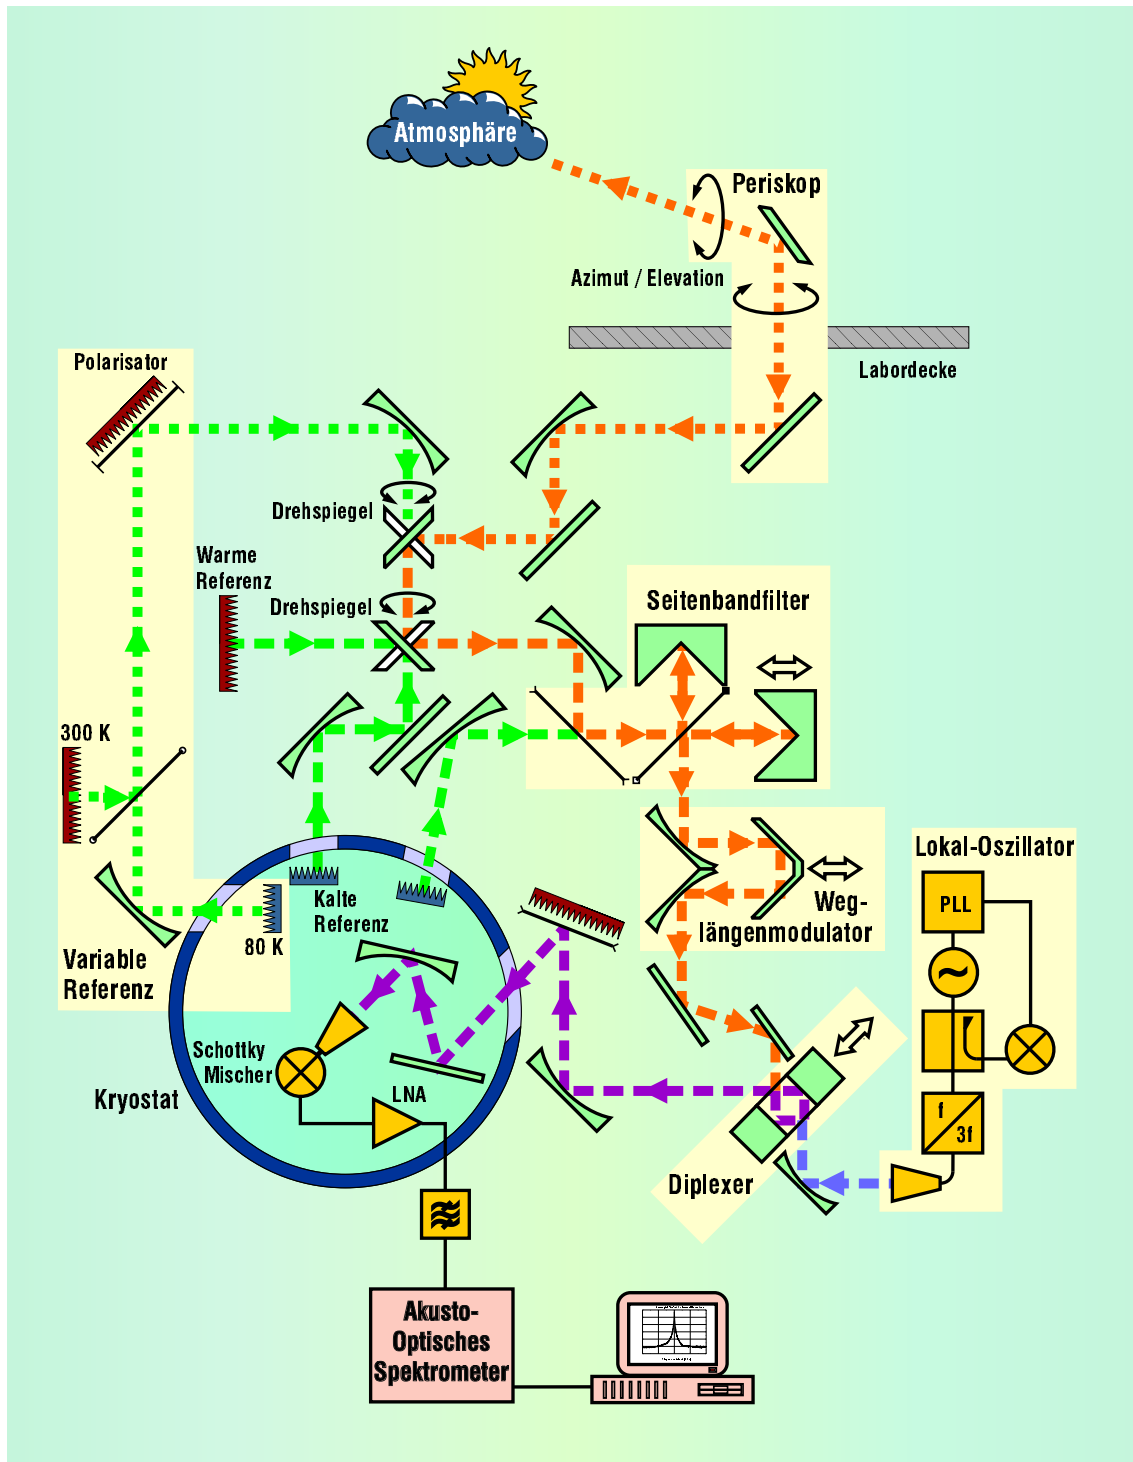 Atmosphäre
Periskop
Azimut / Elevation
Labordecke
Polarisator
Drehspiegel
Warme
Referenz
Drehspiegel
Seitenbandfilter
300 K
Kalte
Referenz
80 K
Variable
Referenz
Weg-
längenmodulator
Lokal-Oszillator
PLL
f
3f
Schottky
Mischer
LNA
Kryostat
Diplexer
Akusto-
Optisches
Spektrometer